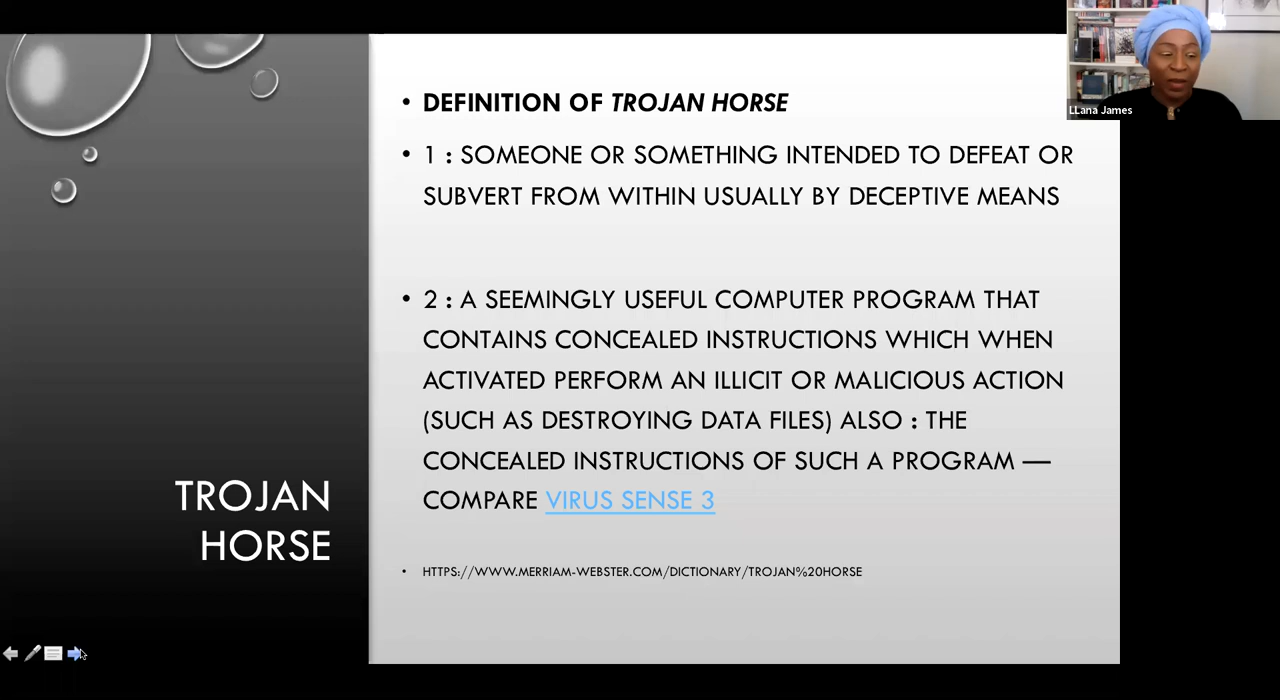 LLana James
DEFINITION OF TROJAN HORSE
1 : SOMEONE OR SOMETHING INTENDED TO DEFEAT OR
SUBVERT FROM WITHIN USUALLY BY DECEPTIVE MEANS
2 : A SEEMINGLY USEFUL COMPUTER PROGRAM THAT
CONTAINS CONCEALED INSTRUCTIONS WHICH WHEN
ACTIVATED PERFORM AN ILLICIT OR MALICIOUS ACTION
(SUCH AS DESTROYING DATA FILES) ALSO : THE
CONCEALED INSTRUCTIONS OF SUCH A PROGRAM —
COMPARE VIRUS SENSE 3
HTTPS://WWW.MERRIAM-WEBSTER.COM/DICTIONARY/TROJAN%20HORSE
TROJAN
HORSE